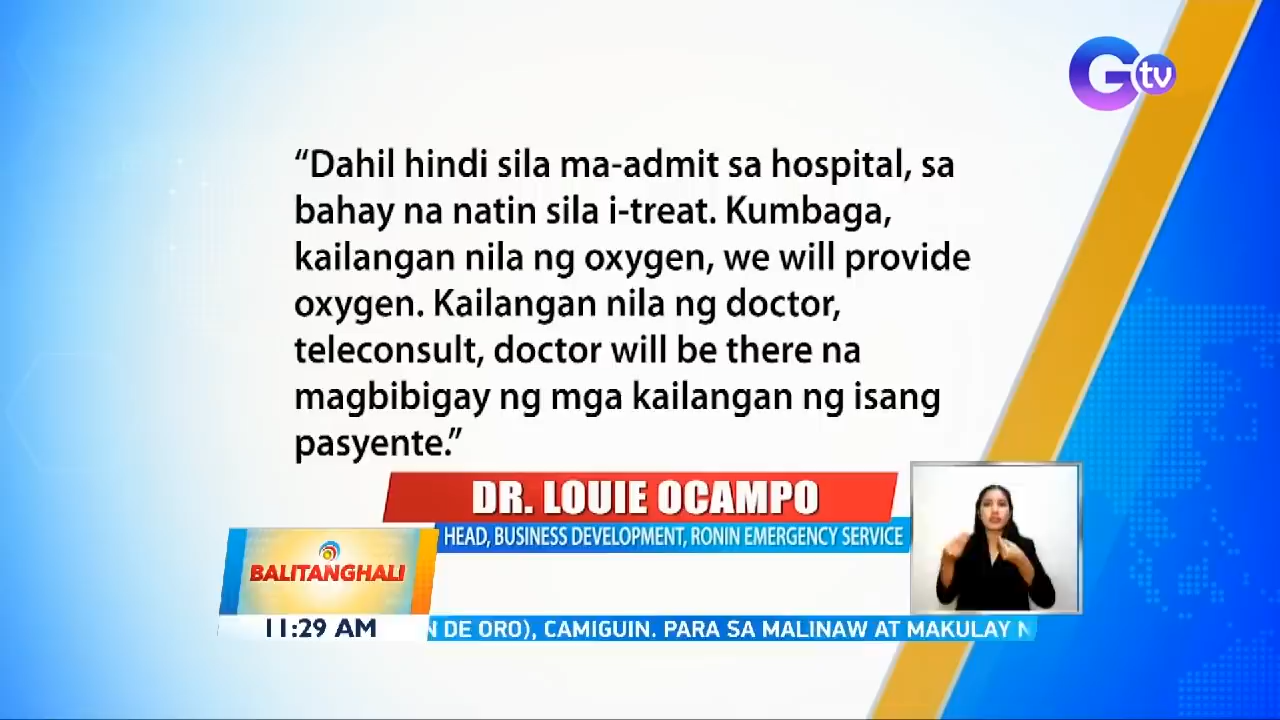 Gtv
“Dahil hindi sila ma-admit sa hospital, sa
bahay na natin sila i-treat. Kumbaga,
kailangan nila ng oxygen, we will provide
oxygen. Kailangan nila ng doctor,
teleconsult, doctor will be there na
magbibigay ng mga kailangan ng isang
pasyente.”
DR. LOUIE OCAMPO
HEAD, BUSINESS DEVELOPMENT, RONIN EMERGENCY SERVICE
BALITANGHALI
11:29 AM
N DE ORO), CAMIGUIN. PARA SA MALINAW AT MAKULAY N